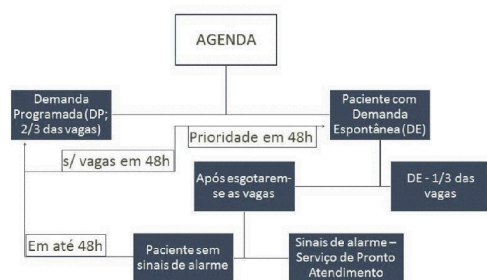 AGENDA
Demanda
Programada (DP;
2/3 das vagas)
Paciente com
Demanda
Espontânea (DE)
Prioridade em 48h
s/ vagas em 48h
Após esgotarem-
se as vagas
DE - 1/3 das
vagas
Em até 48h
Paciente sem
sinais de alarme
Sinais de alarme –
Serviço de Pronto
Atendimento